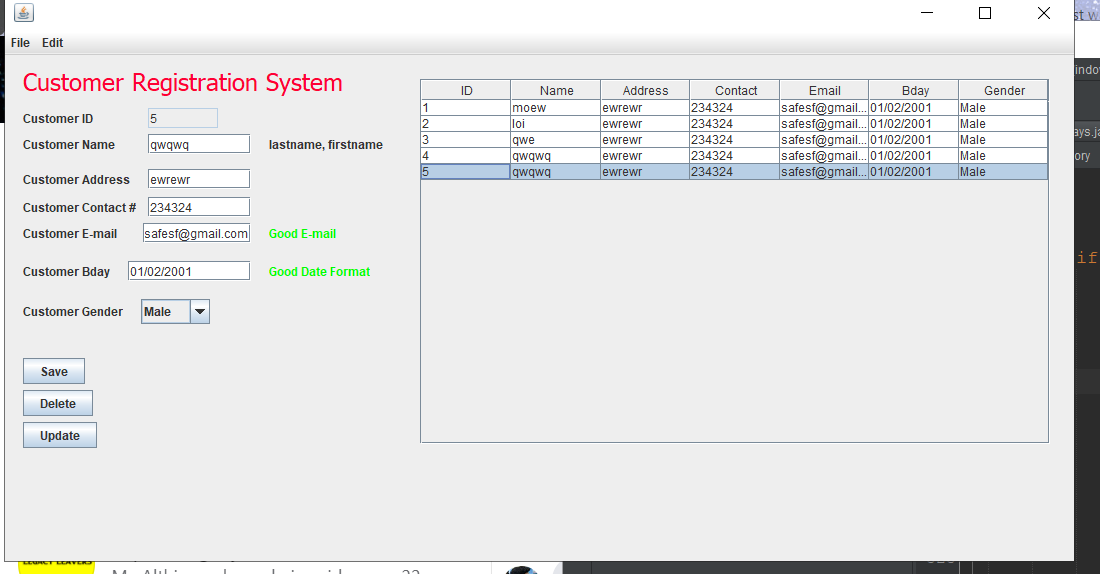 File Edit
Customer Registration System
Customer ID 5
Customer Name qwqwq lastname, firstname
Customer Address ewrewr
Customer Contact # 234324
Customer E-mail safesf@gmail.com Good E-mail
Customer Bday 01/02/2001 Good Date Format
Customer Gender Male
Save
Delete
Update
ID Name Address Contact Email Bday Gender
1 moew ewrewr 234324 safesf@gmail... 01/02/2001 Male
2 loi ewrewr 234324 safesf@gmail... 01/02/2001 Male
3 qwe ewrewr 234324 safesf@gmail... 01/02/2001 Male
4 qwqwq ewrewr 234324 safesf@gmail... 01/02/2001 Male
5 qwqwq ewrewr 234324 safesf@gmail... 01/02/2001 Male
if